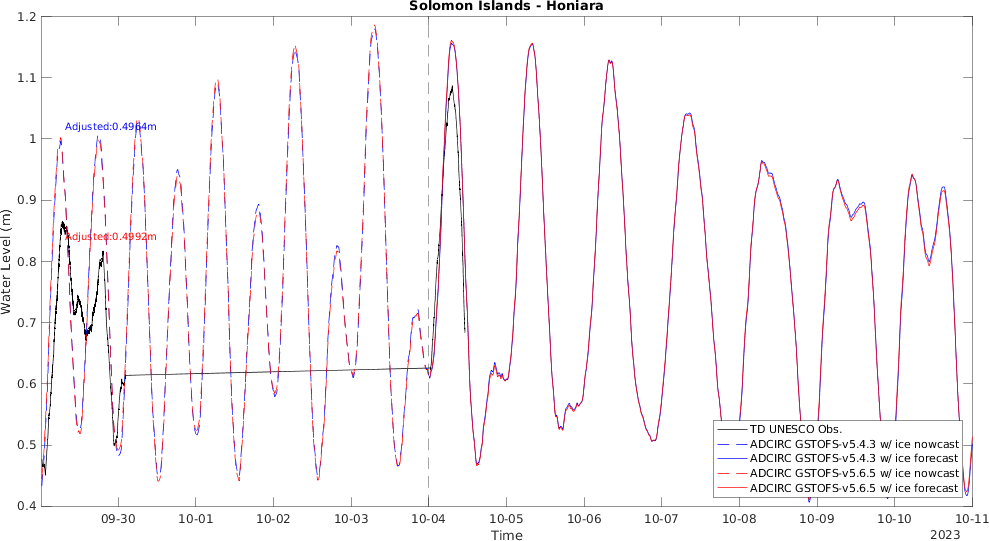 Solomon Islands - Honiara
1.2
1.1
1
0.9
0.8
0.7
0.6
0.5
0.4
Water Level (m)
Adjusted:0.4964m
Adjusted:0.4992m
TD UNESCO Obs.
ADCIRC GSTOFS-v5.4.3 w/ ice nowcast
ADCIRC GSTOFS-v5.4.3 w/ ice forecast
ADCIRC GSTOFS-v5.6.5 w/ ice nowcast
ADCIRC GSTOFS-v5.6.5 w/ ice forecast
09-30 10-01 10-02 10-03 10-04 10-05 10-06 10-07 10-08 10-09 10-10 10-11
Time
2023